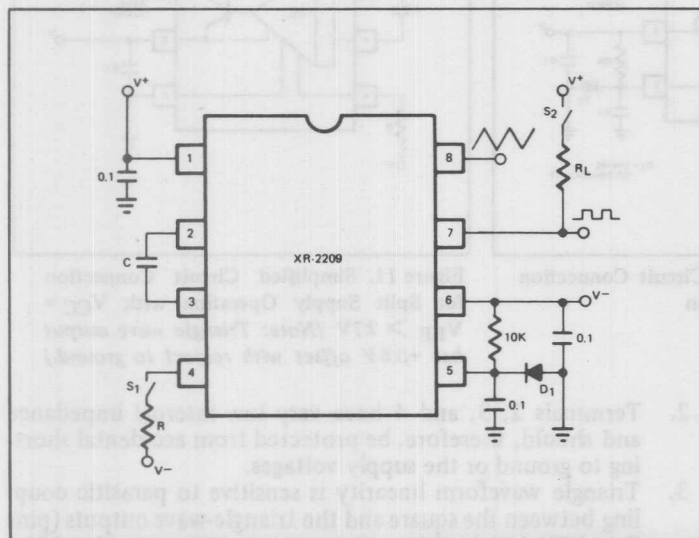 V+
0.1
1
2
C
3
4
S1
R
V−
XR-2209
8
7
6
5
V+
S2
RL
V−
10K
0.1
D1
0.1
Circuit Connection
Figure 11. Simplified Circuit Connection
for Split Supply Operation with VCC =
VEE > ±7V (Note: Triangle wave output
has +0.6V offset with respect to ground)
2. Terminals 2, 3, and 4 have very low internal impedance
and should, therefore, be protected from accidental short-
ing to ground or the supply voltages.
3. Triangle waveform linearity is sensitive to parasitic coup-
ling between the square and the triangle-wave outputs (pins